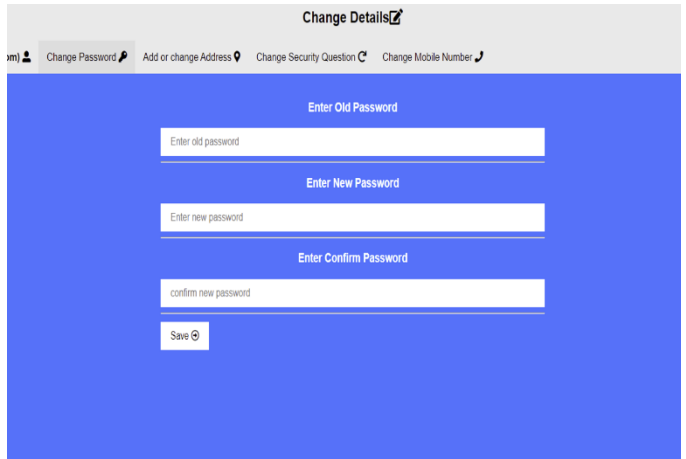 Change Details
om) Change Password Add or change Address Change Security Question Change Mobile Number
Enter Old Password
Enter old password
Enter New Password
Enter new password
Enter Confirm Password
confirm new password
Save